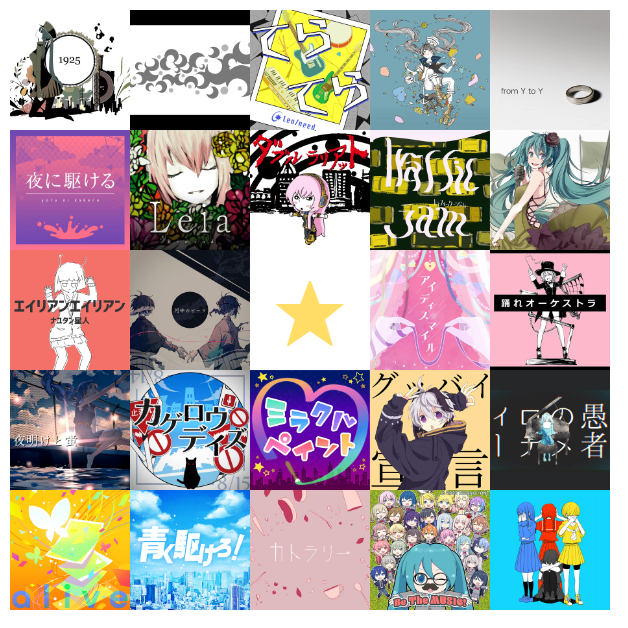 1925
てらてら
Leo/need
from Y to Y
夜に駆ける
yoru ni kakeru
Leia
ダブルラリアット
traffic
jam
エイリアンエイリアン
ナユタン星人
アイディスマイル
踊れオーケストラ
夜明けと蛍
カゲロウ
デイズ
8/15
ミラクル
ペイント
グッバイ
宣言
イロの愚者
alive
青く駆けろ!
カトラリー
Be The MUSIC!